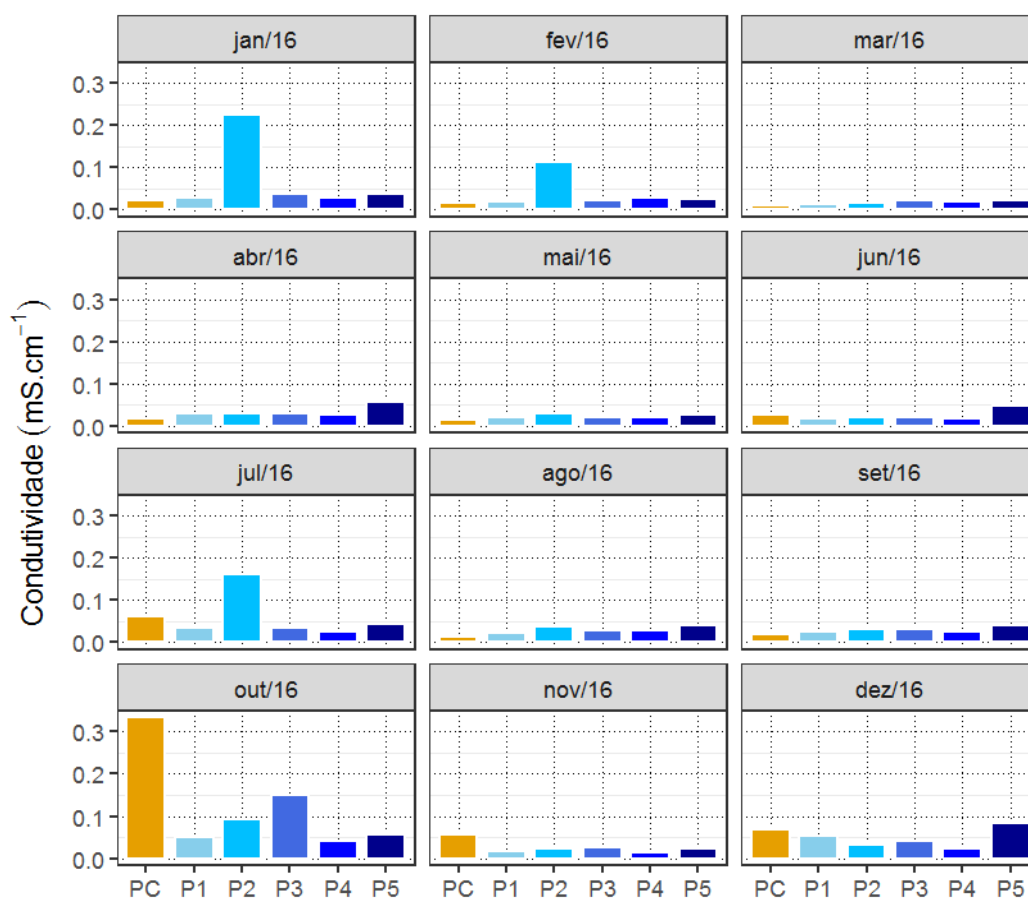 Condutividade (mS.cm⁻¹)
jan/16 fev/16 mar/16
0.3
0.2
0.1
0.0
abr/16 mai/16 jun/16
0.3
0.2
0.1
0.0
jul/16 ago/16 set/16
0.3
0.2
0.1
0.0
out/16 nov/16 dez/16
0.3
0.2
0.1
0.0
PC P1 P2 P3 P4 P5 PC P1 P2 P3 P4 P5 PC P1 P2 P3 P4 P5